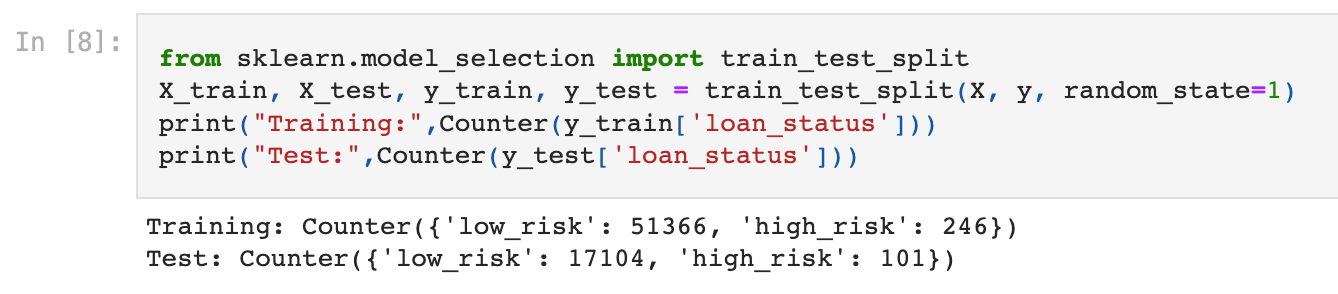 In [8]:
from sklearn.model_selection import train_test_split
X_train, X_test, y_train, y_test = train_test_split(X, y, random_state=1)
print("Training:",Counter(y_train['loan_status']))
print("Test:",Counter(y_test['loan_status']))
Training: Counter({'low_risk': 51366, 'high_risk': 246})
Test: Counter({'low_risk': 17104, 'high_risk': 101})